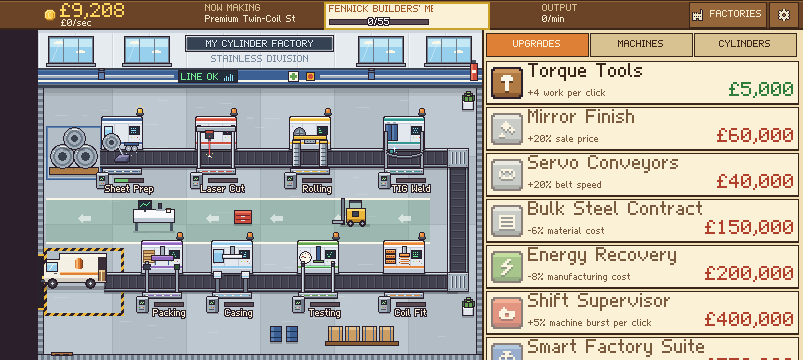 £9,208
£0/sec
NOW MAKING
Premium Twin-Coil St
FENWICK BUILDERS' ME
0/55
OUTPUT
0/min
FACTORIES
MY CYLINDER FACTORY
STAINLESS DIVISION
LINE OK
Sheet Prep
Laser Cut
Rolling
TIG Weld
Packing
Casing
Testing
Coil Fit
UPGRADES
MACHINES
CYLINDERS
Torque Tools
+4 work per click
£5,000
Mirror Finish
+20% sale price
£60,000
Servo Conveyors
+20% belt speed
£40,000
Bulk Steel Contract
-6% material cost
£150,000
Energy Recovery
-8% manufacturing cost
£200,000
Shift Supervisor
+5% machine burst per click
£400,000
Smart Factory Suite